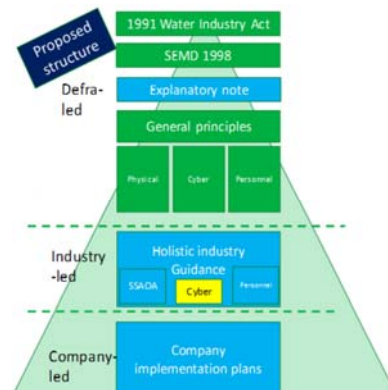 Proposed
structure
1991 Water Industry Act
SEMD 1998
Defra-
led
Explanatory note
General principles
Physical
Cyber
Personnel
Industry
-led
Holistic industry
Guidance
SSAOA
Cyber
Personnel
Company-
led
Company
implementation plans